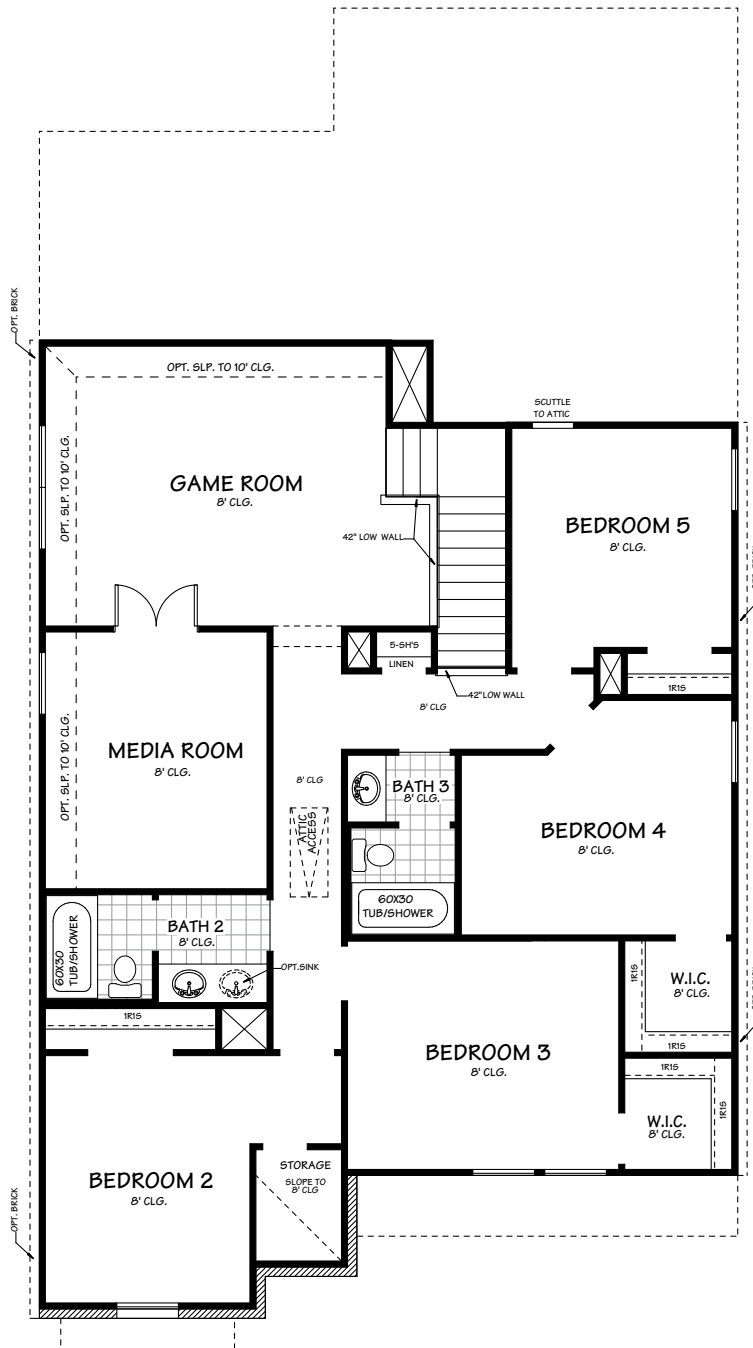 OPT. BRICK
OPT. SLP. TO 10' CLG.
SCUTTLE
TO ATTIC
OPT. SLP. TO 10' CLG.
GAME ROOM
8' CLG.
42" LOW WALL
BEDROOM 5
8' CLG.
5-SH'S
LINEN
42"LOW WALL
8' CLG
1R1S
OPT. SLP. TO 10' CLG.
MEDIA ROOM
8' CLG.
8' CLG
ATTIC
ACCESS
BATH 3
8' CLG.
BEDROOM 4
8' CLG.
60X30
TUB/SHOWER
60X30
TUB/SHOWER
BATH 2
8' CLG.
OPT.SINK
1R1S
W.I.C.
8' CLG.
1R1S
1R1S
BEDROOM 3
8' CLG.
1R1S
1R1S
W.I.C.
8' CLG.
BEDROOM 2
8' CLG.
STORAGE
SLOPE TO
8' CLG
OPT. BRICK